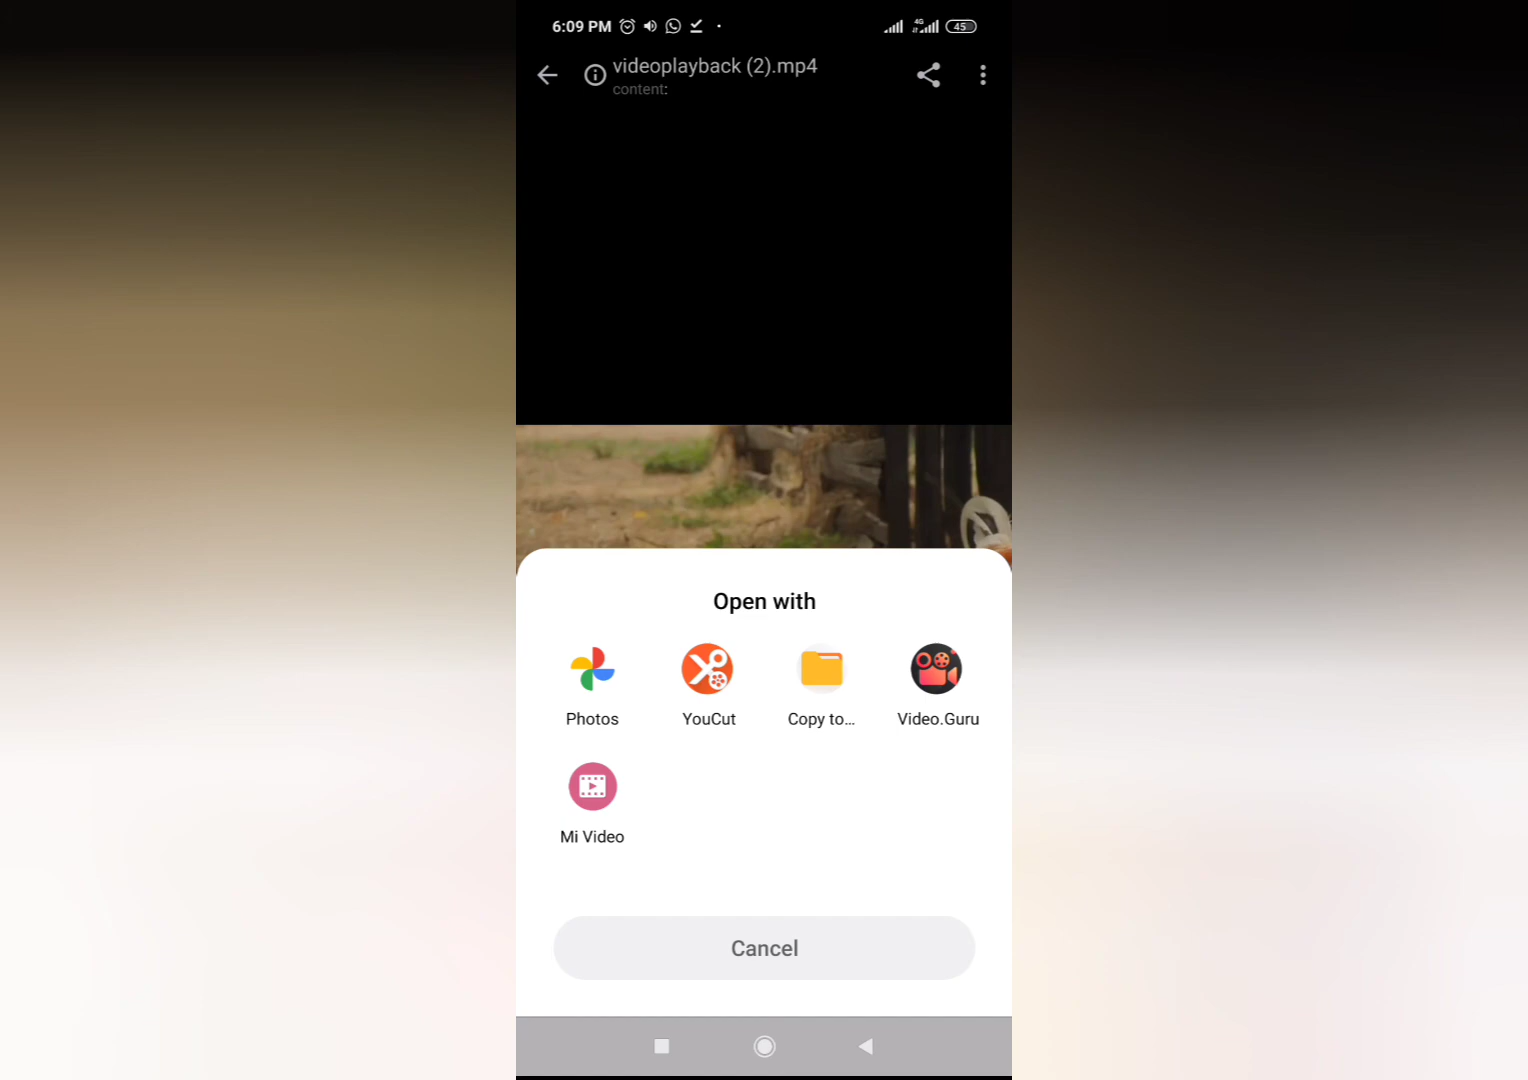 6:09 PM
4G
45
videoplayback (2).mp4
content:
Open with
Photos
YouCut
Copy to...
Video.Guru
Mi Video
Cancel